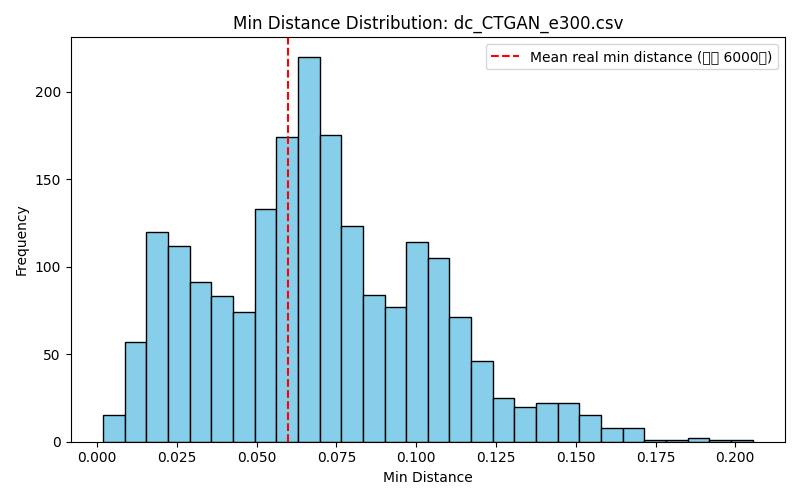 Min Distance Distribution: dc_CTGAN_e300.csv
Mean real min distance ( 6000 )
200
150
100
50
0
Frequency
0.000 0.025 0.050 0.075 0.100 0.125 0.150 0.175 0.200
Min Distance